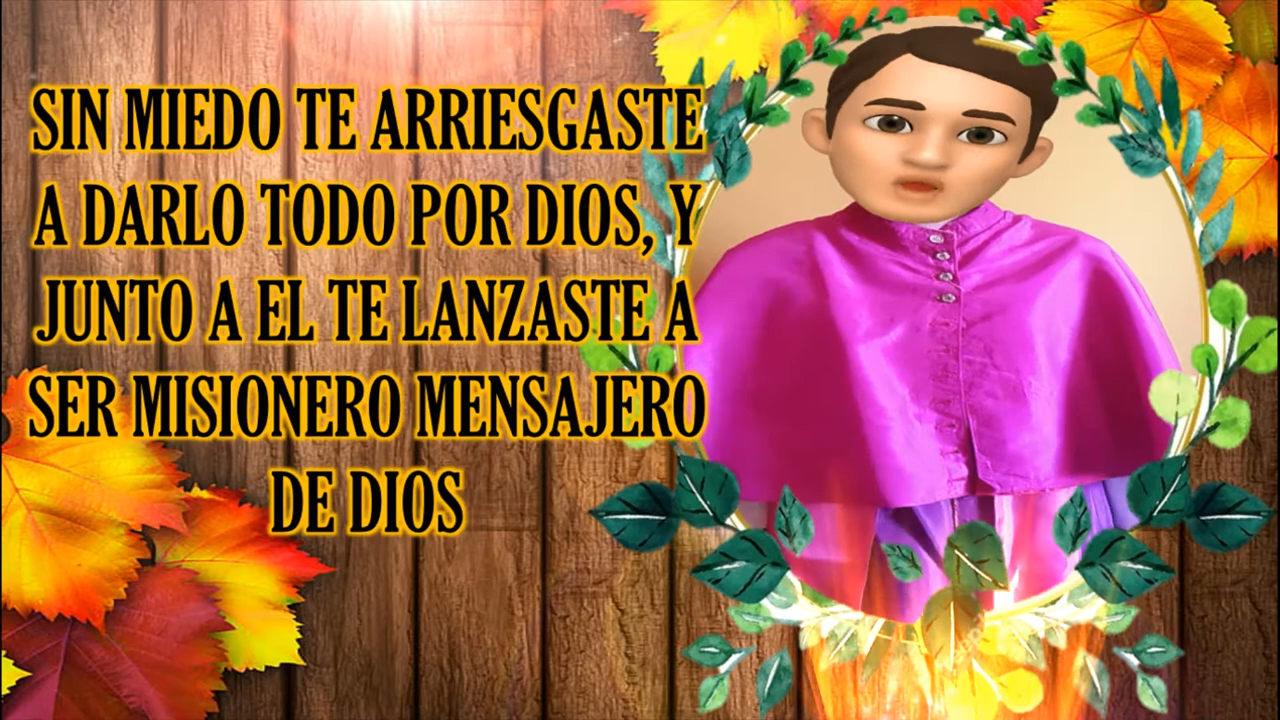 SIN MIEDO TE ARRIESGASTE
A DARLO TODO POR DIOS, Y
JUNTO A EL TE LANZASTE A
SER MISIONERO MENSAJERO
DE DIOS